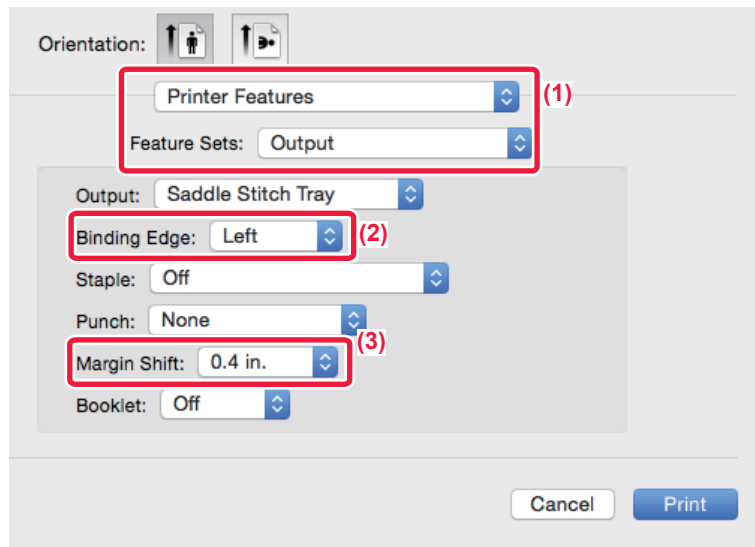 Orientation:
Printer Features (1)
Feature Sets: Output
Output: Saddle Stitch Tray
Binding Edge: Left (2)
Staple: Off
Punch: None
(3)
Margin Shift: 0.4 in.
Booklet: Off
Cancel Print